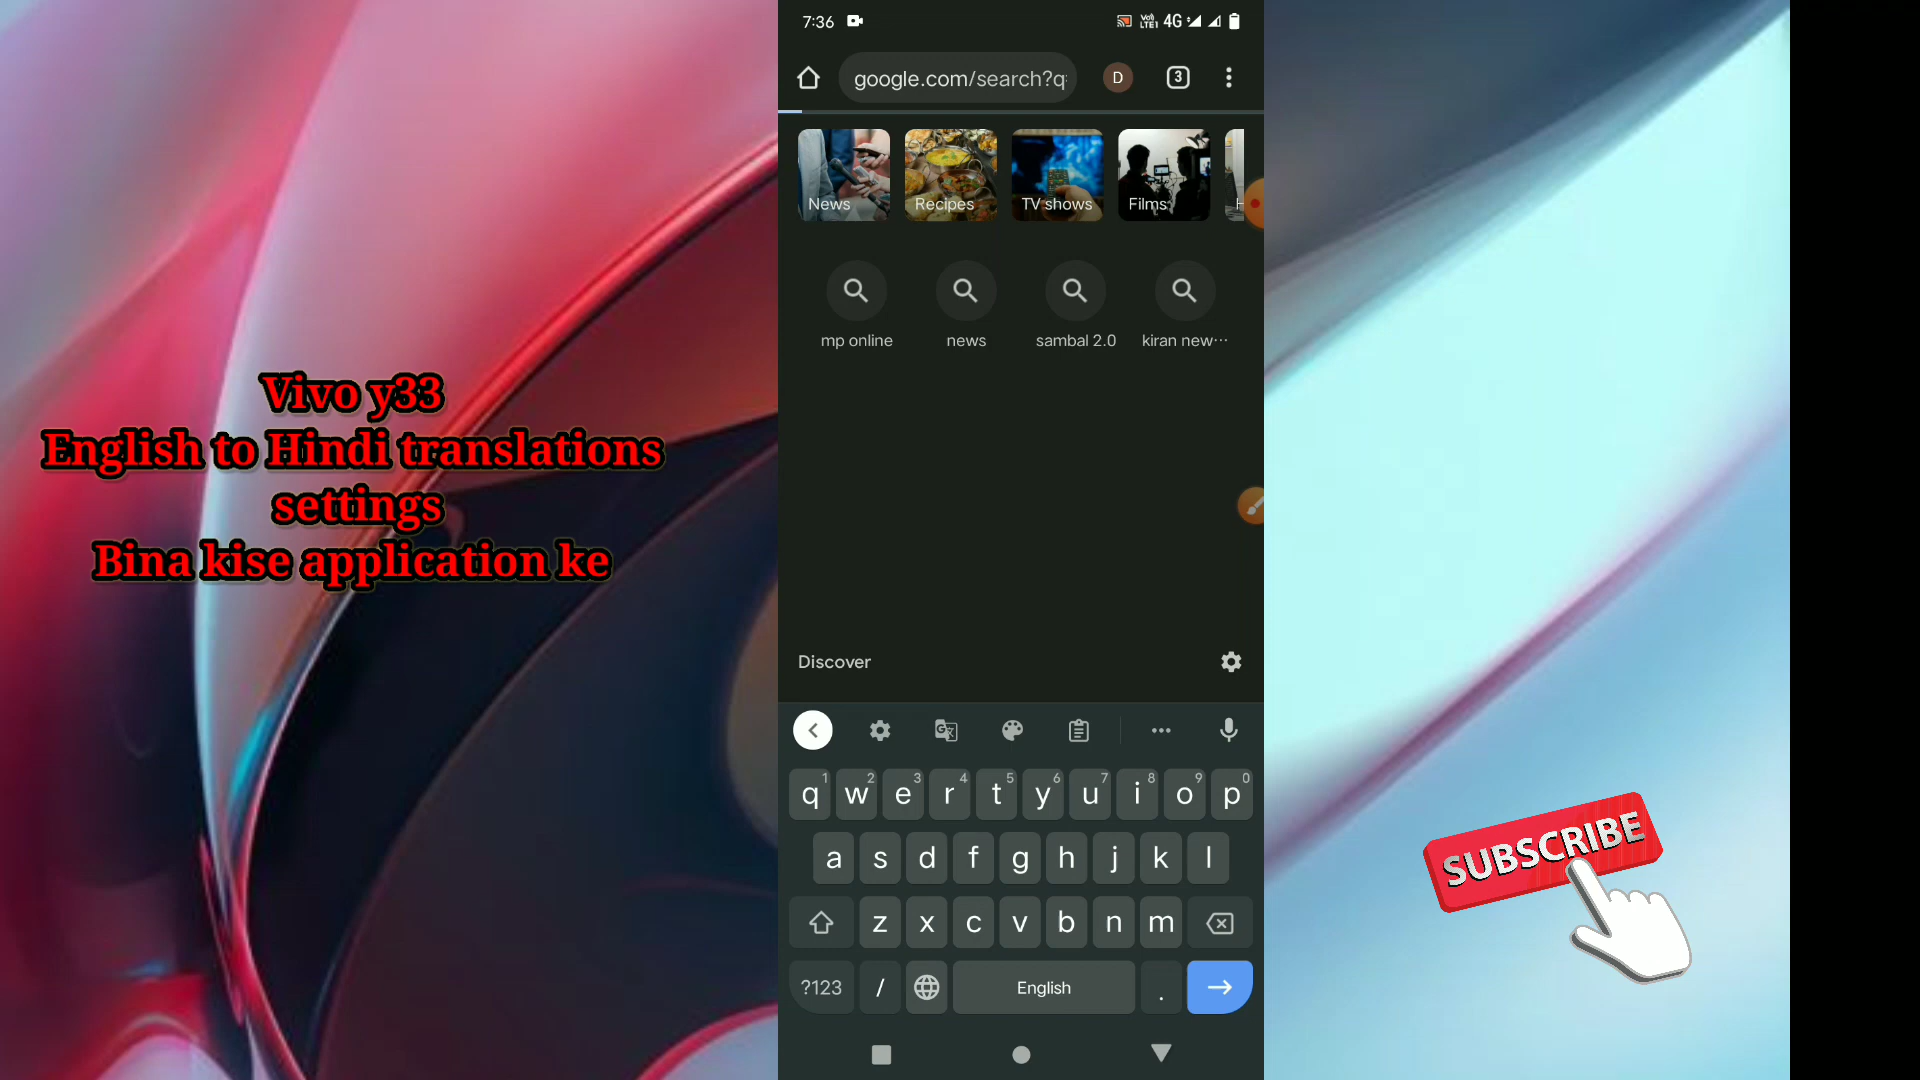 Vivo y33
English to Hindi translations
settings
Bina kise application ke
7:36
Vo)
LTE1
4G
google.com/search?q
D
3
News
Recipes
TV shows
Films
H
mp online
news
sambal 2.0
kiran new...
Discover
1 2 3 4 5 6 7 8 9 0
q w e r t y u i o p
a s d f g h j k l
z x c v b n m
?123 / English .
SUBSCRIBE